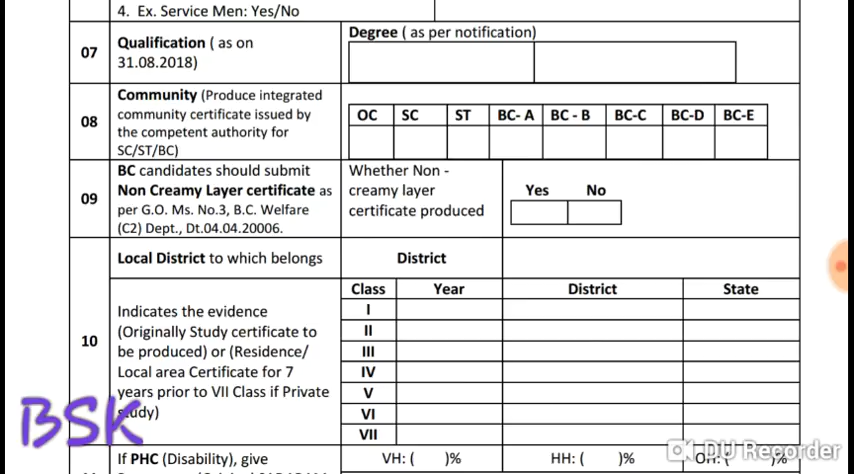 4. Ex. Service Men: Yes/No
07
Qualification ( as on
31.08.2018)
Degree ( as per notification)
08
Community (Produce integrated
community certificate issued by
the competent authority for
SC/ST/BC)
OC SC ST BC- A BC - B BC-C BC-D BC-E
09
BC candidates should submit
Non Creamy Layer certificate as
per G.O. Ms. No.3, B.C. Welfare
(C2) Dept., Dt.04.04.20006.
Whether Non -
creamy layer
certificate produced
Yes No
10
Local District to which belongs
District
Indicates the evidence
(Originally Study certificate to
be produced) or (Residence/
Local area Certificate for 7
years prior to VII Class if Private
study)
Class Year District State
I
II
III
IV
V
VI
VII
BSK
If PHC (Disability), give
VH: ( )% HH: ( )% OH: ( )%
DU Recorder